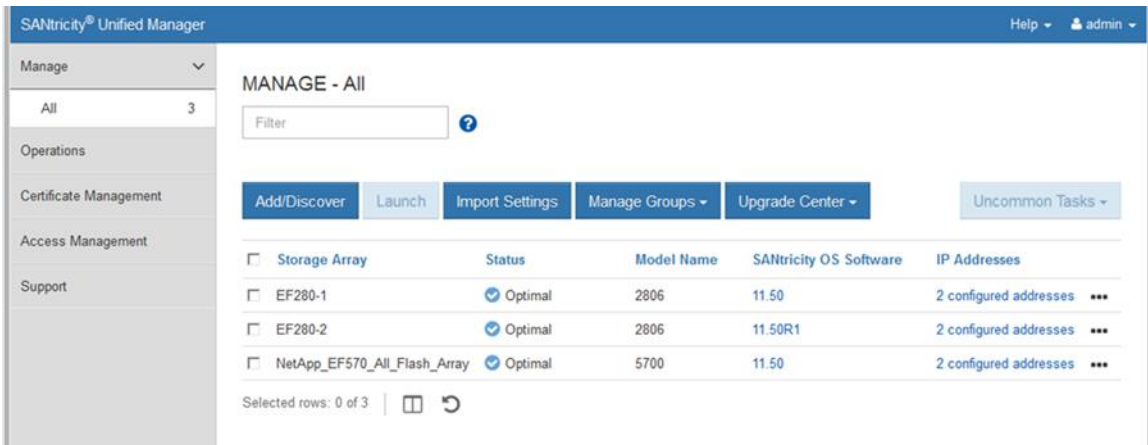 SANtricity® Unified Manager
Help admin
Manage
All 3
Operations
Certificate Management
Access Management
Support
MANAGE - All
Filter
Add/Discover Launch Import Settings Manage Groups Upgrade Center Uncommon Tasks
Storage Array Status Model Name SANtricity OS Software IP Addresses
EF280-1 Optimal 2806 11.50 2 configured addresses
EF280-2 Optimal 2806 11.50R1 2 configured addresses
NetApp_EF570_All_Flash_Array Optimal 5700 11.50 2 configured addresses
Selected rows: 0 of 3